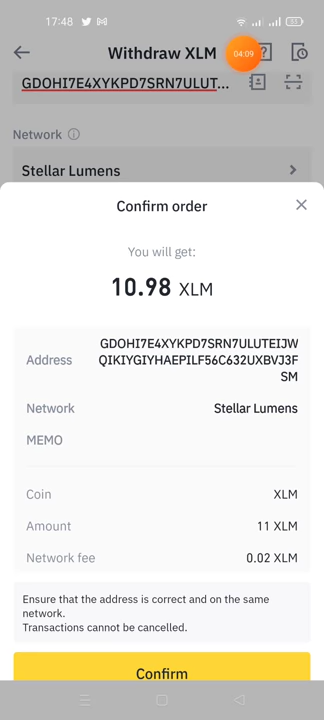 17:48
53
Withdraw XLM
04:09
?
GDOHI7E4XYKPD7SRN7ULUT...
Network
Stellar Lumens
Confirm order
You will get:
10.98 XLM
Address
GDOHI7E4XYKPD7SRN7ULUTEIJW
QIKIYGIYHAEPILF56C632UXBVJ3F
SM
Network
Stellar Lumens
MEMO
Coin
XLM
Amount
11 XLM
Network fee
0.02 XLM
Ensure that the address is correct and on the same
network.
Transactions cannot be cancelled.
Confirm